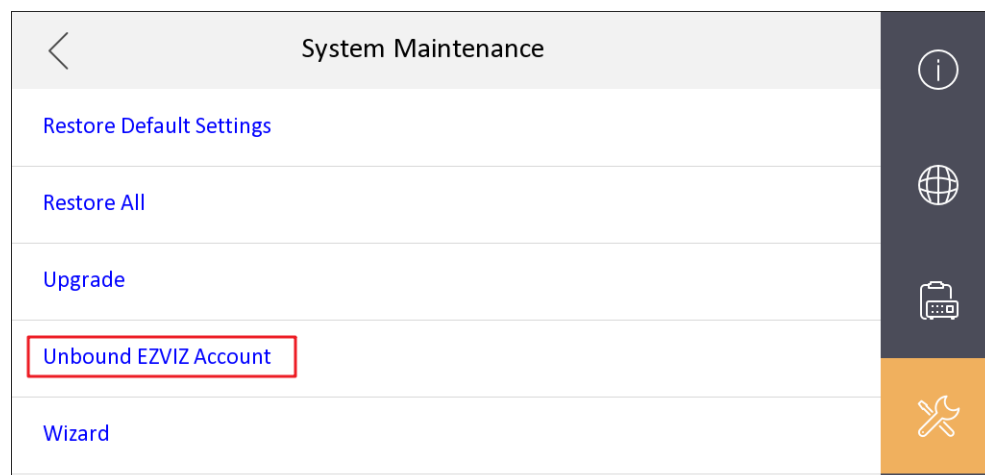 System Maintenance
Restore Default Settings
Restore All
Upgrade
Unbound EZVIZ Account
Wizard